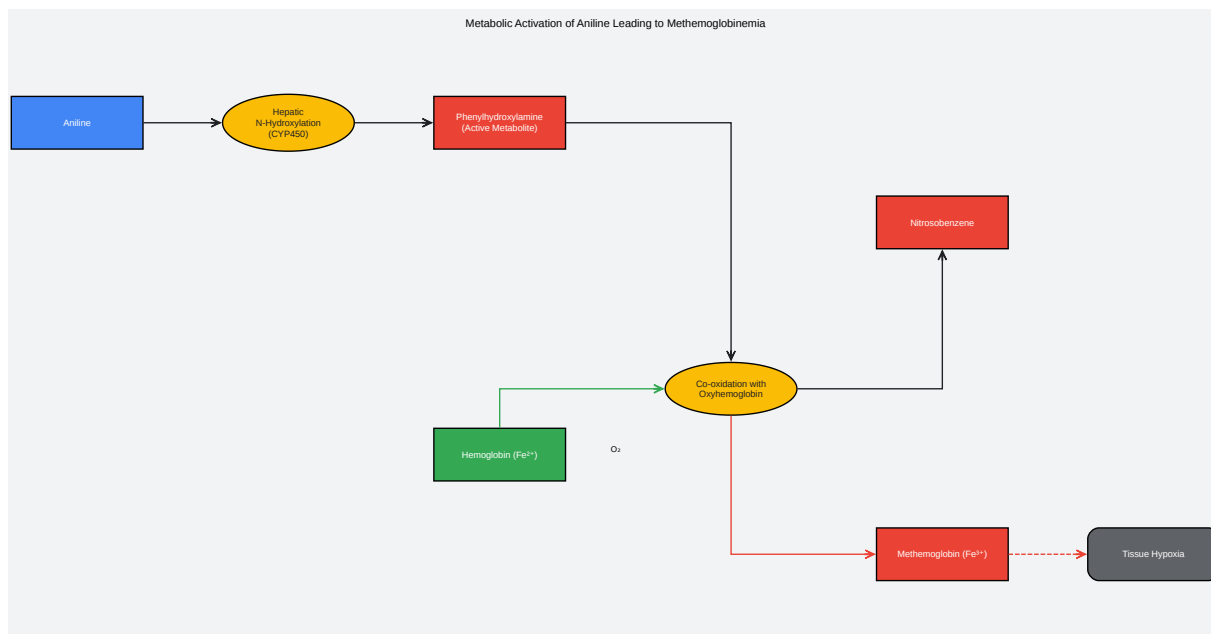 Metabolic Activation of Aniline Leading to Methemoglobinemia
Aniline
Hepatic
N-Hydroxylation
(CYP450)
Phenylhydroxylamine
(Active Metabolite)
Nitrosobenzene
Co-oxidation with
Oxyhemoglobin
Hemoglobin (Fe²⁺)
O₂
Methemoglobin (Fe³⁺)
Tissue Hypoxia